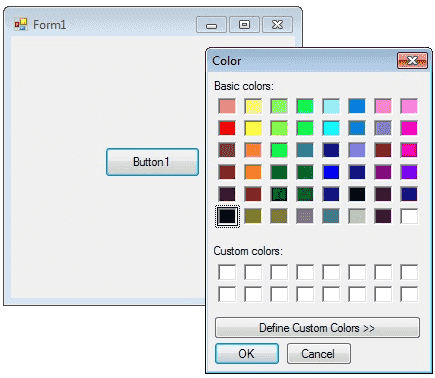 Form1
Color
Basic colors:
Button1
Custom colors:
Define Custom Colors >>
OK
Cancel